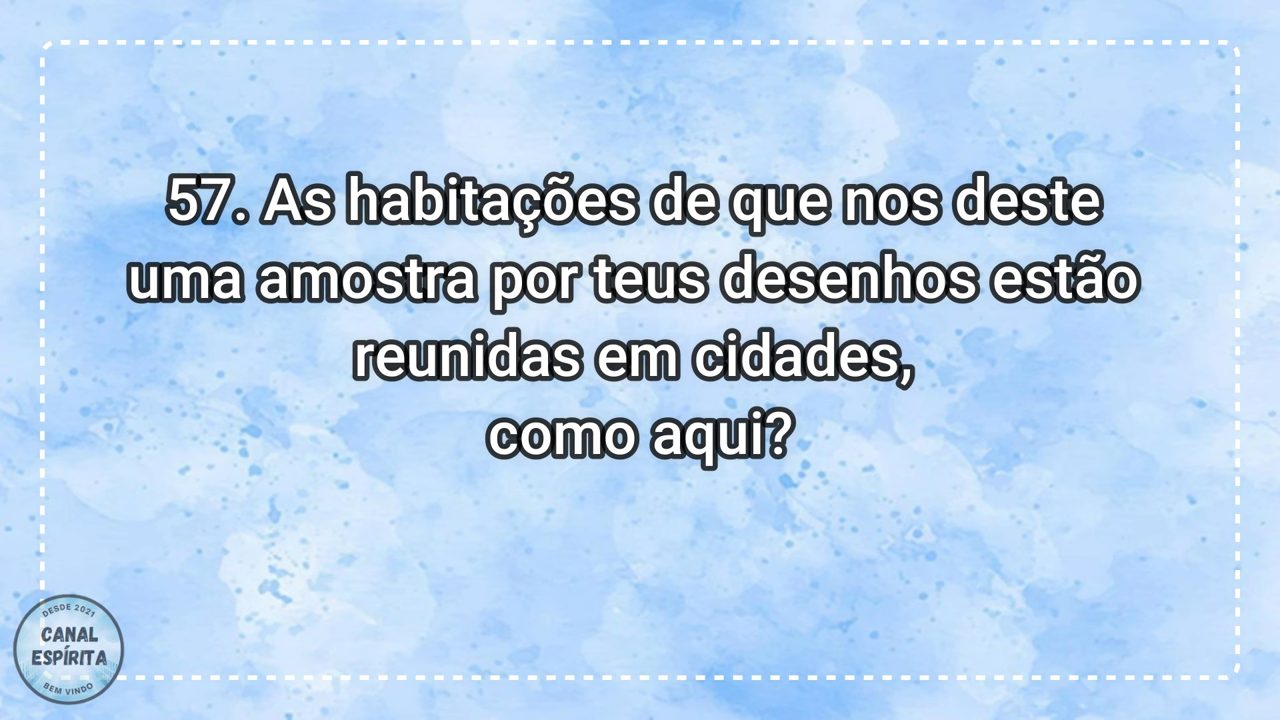 57. As habitações de que nos deste
uma amostra por teus desenhos estão
reunidas em cidades,
como aqui?
DESDE 2021
CANAL
ESPÍRITA
BEM VINDO